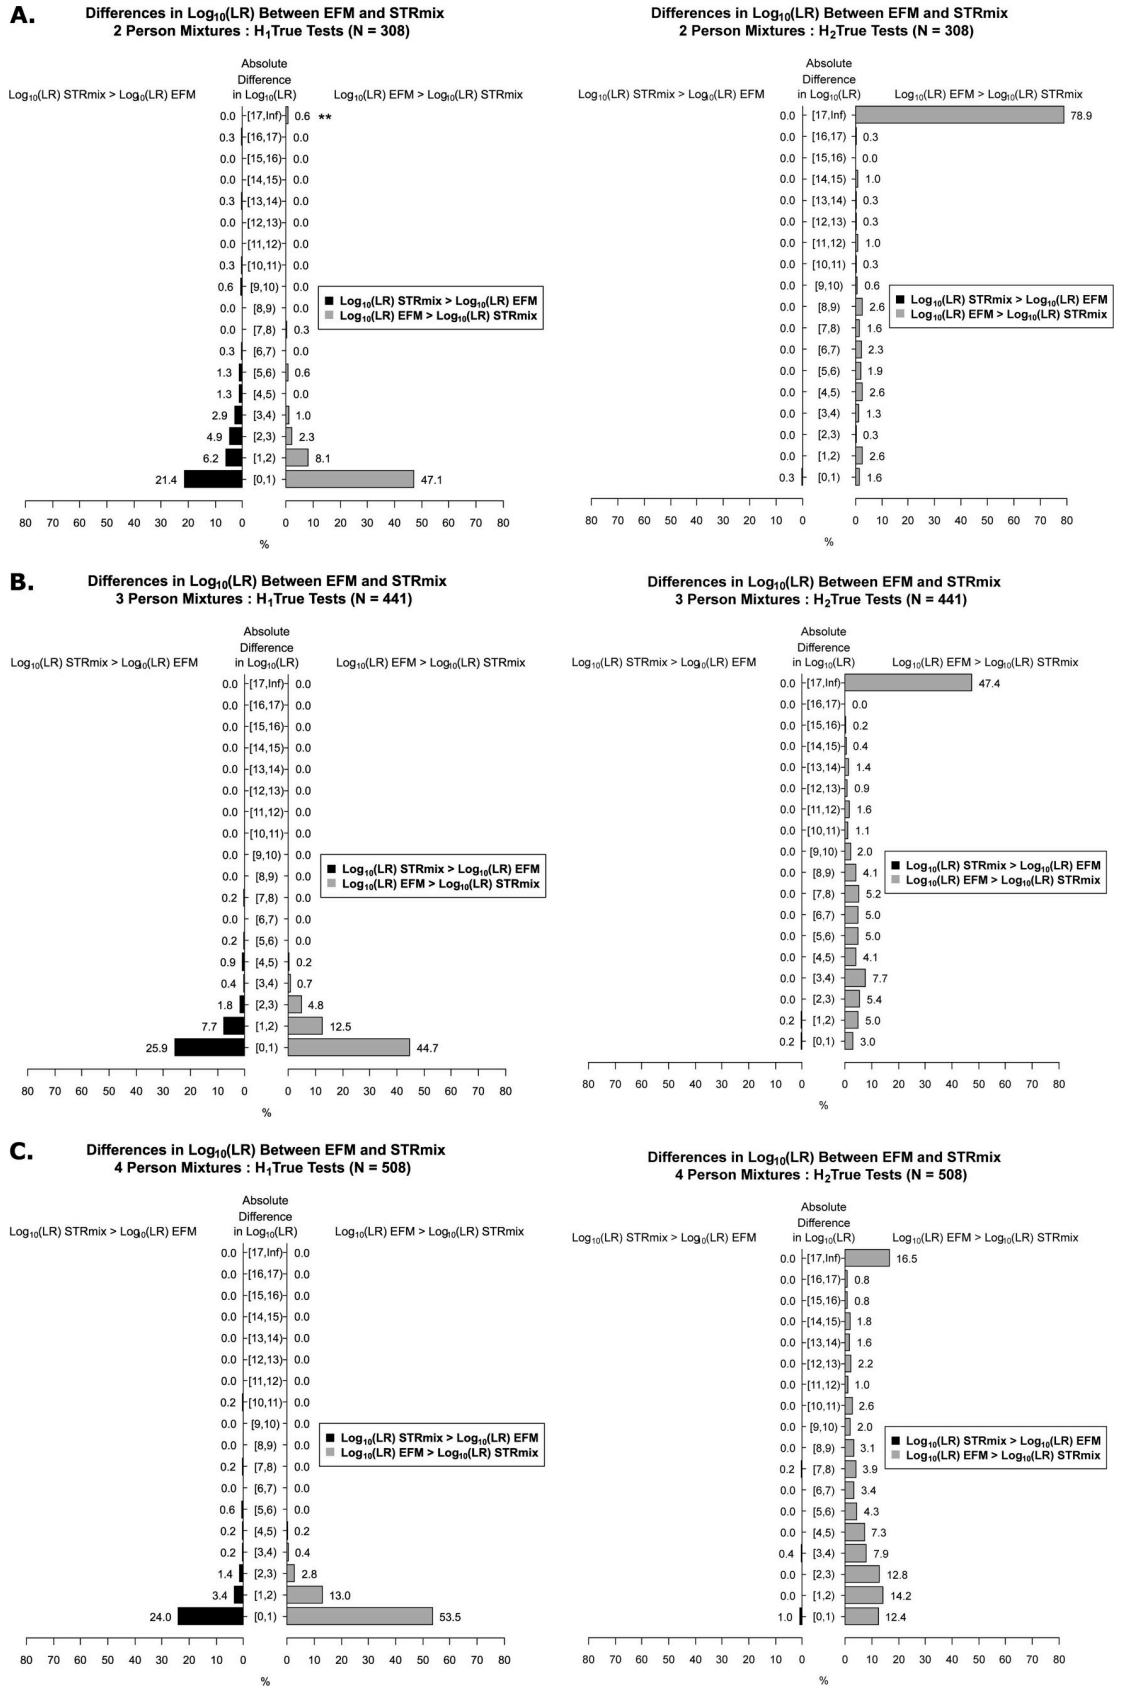 A.
Differences in Log10(LR) Between EFM and STRmix
2 Person Mixtures : H1True Tests (N = 308)
Absolute
Difference
Log10(LR) STRmix > Log10(LR) EFM in Log10(LR) Log10(LR) EFM > Log10(LR) STRmix
0.0 [17,Inf) 0.6 **
0.3 [16,17) 0.0
0.0 [15,16) 0.0
0.0 [14,15) 0.0
0.3 [13,14) 0.0
0.0 [12,13) 0.0
0.0 [11,12) 0.0
0.3 [10,11) 0.0
0.6 [9,10) 0.0
0.0 [8,9) 0.0
0.0 [7,8) 0.3
0.3 [6,7) 0.0
1.3 [5,6) 0.6
1.3 [4,5) 0.0
2.9 [3,4) 1.0
4.9 [2,3) 2.3
6.2 [1,2) 8.1
21.4 [0,1) 47.1
Log10(LR) STRmix > Log10(LR) EFM
Log10(LR) EFM > Log10(LR) STRmix
80 70 60 50 40 30 20 10 0 0 10 20 30 40 50 60 70 80
%
Differences in Log10(LR) Between EFM and STRmix
2 Person Mixtures : H2True Tests (N = 308)
Absolute
Difference
Log10(LR) STRmix > Log10(LR) EFM in Log10(LR) Log10(LR) EFM > Log10(LR) STRmix
0.0 [17,Inf) 78.9
0.0 [16,17) 0.3
0.0 [15,16) 0.0
0.0 [14,15) 1.0
0.0 [13,14) 0.3
0.0 [12,13) 0.3
0.0 [11,12) 1.0
0.0 [10,11) 0.3
0.0 [9,10) 0.6
0.0 [8,9) 2.6
0.0 [7,8) 1.6
0.0 [6,7) 2.3
0.0 [5,6) 1.9
0.0 [4,5) 2.6
0.0 [3,4) 1.3
0.0 [2,3) 0.3
0.0 [1,2) 2.6
0.3 [0,1) 1.6
Log10(LR) STRmix > Log10(LR) EFM
Log10(LR) EFM > Log10(LR) STRmix
80 70 60 50 40 30 20 10 0 0 10 20 30 40 50 60 70 80
%
B.
Differences in Log10(LR) Between EFM and STRmix
3 Person Mixtures : H1True Tests (N = 441)
Absolute
Difference
Log10(LR) STRmix > Log10(LR) EFM in Log10(LR) Log10(LR) EFM > Log10(LR) STRmix
0.0 [17,Inf) 0.0
0.0 [16,17) 0.0
0.0 [15,16) 0.0
0.0 [14,15) 0.0
0.0 [13,14) 0.0
0.0 [12,13) 0.0
0.0 [11,12) 0.0
0.0 [10,11) 0.0
0.0 [9,10) 0.0
0.0 [8,9) 0.0
0.2 [7,8) 0.0
0.0 [6,7) 0.0
0.2 [5,6) 0.0
0.9 [4,5) 0.2
0.4 [3,4) 0.7
1.8 [2,3) 4.8
7.7 [1,2) 12.5
25.9 [0,1) 44.7
Log10(LR) STRmix > Log10(LR) EFM
Log10(LR) EFM > Log10(LR) STRmix
80 70 60 50 40 30 20 10 0 0 10 20 30 40 50 60 70 80
%
Differences in Log10(LR) Between EFM and STRmix
3 Person Mixtures : H2True Tests (N = 441)
Absolute
Difference
Log10(LR) STRmix > Log10(LR) EFM in Log10(LR) Log10(LR) EFM > Log10(LR) STRmix
0.0 [17,Inf) 47.4
0.0 [16,17) 0.0
0.0 [15,16) 0.2
0.0 [14,15) 0.4
0.0 [13,14) 1.4
0.0 [12,13) 0.9
0.0 [11,12) 1.6
0.0 [10,11) 1.1
0.0 [9,10) 2.0
0.0 [8,9) 4.1
0.0 [7,8) 5.2
0.0 [6,7) 5.0
0.0 [5,6) 5.0
0.0 [4,5) 4.1
0.0 [3,4) 7.7
0.0 [2,3) 5.4
0.2 [1,2) 5.0
0.2 [0,1) 3.0
Log10(LR) STRmix > Log10(LR) EFM
Log10(LR) EFM > Log10(LR) STRmix
80 70 60 50 40 30 20 10 0 0 10 20 30 40 50 60 70 80
%
C.
Differences in Log10(LR) Between EFM and STRmix
4 Person Mixtures : H1True Tests (N = 508)
Absolute
Difference
Log10(LR) STRmix > Log10(LR) EFM in Log10(LR) Log10(LR) EFM > Log10(LR) STRmix
0.0 [17,Inf) 0.0
0.0 [16,17) 0.0
0.0 [15,16) 0.0
0.0 [14,15) 0.0
0.0 [13,14) 0.0
0.0 [12,13) 0.0
0.0 [11,12) 0.0
0.2 [10,11) 0.0
0.0 [9,10) 0.0
0.0 [8,9) 0.0
0.2 [7,8) 0.0
0.0 [6,7) 0.0
0.6 [5,6) 0.0
0.2 [4,5) 0.2
0.2 [3,4) 0.4
1.4 [2,3) 2.8
3.4 [1,2) 13.0
24.0 [0,1) 53.5
Log10(LR) STRmix > Log10(LR) EFM
Log10(LR) EFM > Log10(LR) STRmix
80 70 60 50 40 30 20 10 0 0 10 20 30 40 50 60 70 80
%
Differences in Log10(LR) Between EFM and STRmix
4 Person Mixtures : H2True Tests (N = 508)
Absolute
Difference
Log10(LR) STRmix > Log10(LR) EFM in Log10(LR) Log10(LR) EFM > Log10(LR) STRmix
0.0 [17,Inf) 16.5
0.0 [16,17) 0.8
0.0 [15,16) 0.8
0.0 [14,15) 1.8
0.0 [13,14) 1.6
0.0 [12,13) 2.2
0.0 [11,12) 1.0
0.0 [10,11) 2.6
0.0 [9,10) 2.0
0.0 [8,9) 3.1
0.2 [7,8) 3.9
0.0 [6,7) 3.4
0.0 [5,6) 4.3
0.0 [4,5) 7.3
0.4 [3,4) 7.9
0.0 [2,3) 12.8
0.0 [1,2) 14.2
1.0 [0,1) 12.4
Log10(LR) STRmix > Log10(LR) EFM
Log10(LR) EFM > Log10(LR) STRmix
80 70 60 50 40 30 20 10 0 0 10 20 30 40 50 60 70 80
%